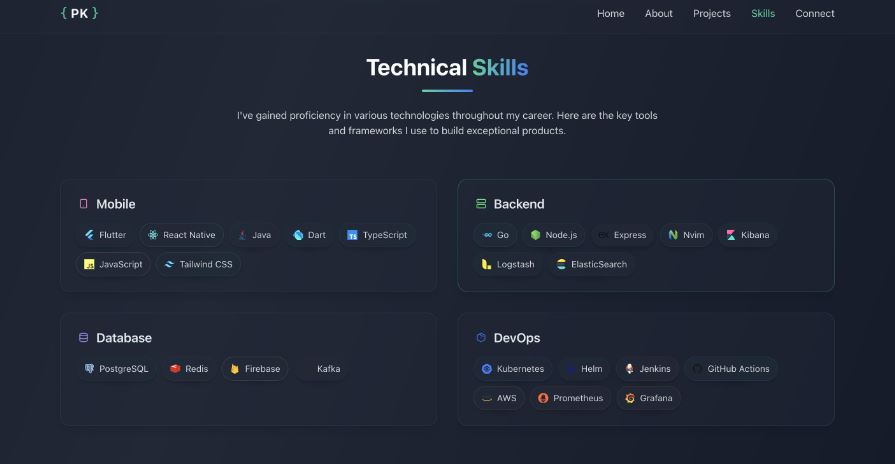 { PK }
Home About Projects Skills Connect
Technical Skills
I've gained proficiency in various technologies throughout my career. Here are the key tools
and frameworks I use to build exceptional products.
Mobile
Flutter React Native Java Dart TypeScript
JavaScript Tailwind CSS
Backend
Go Node.js Express Nvim Kibana
Logstash ElasticSearch
Database
PostgreSQL Redis Firebase Kafka
DevOps
Kubernetes Helm Jenkins GitHub Actions
AWS Prometheus Grafana